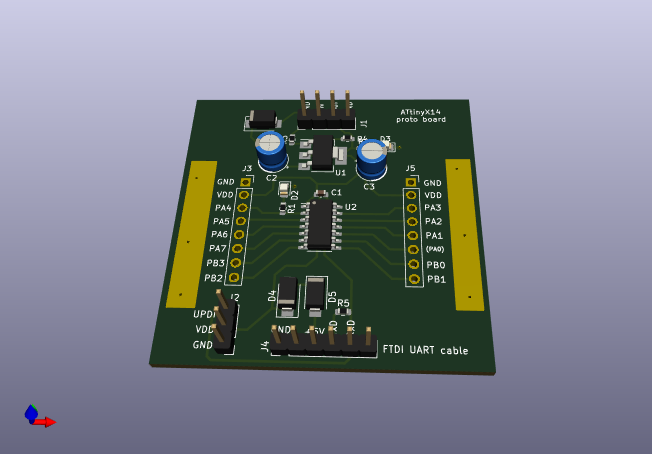 ATtinyX14
proto board
J1
D3
U1
C2
C3
J3
J5
GND
VDD
PA4
PA5
PA6
PA7
PB3
PB2
D2
R1
C1
U2
GND
VDD
PA3
PA2
PA1
(PA0)
PB0
PB1
J2
UPDI
VDD
GND
D4
D5
R5
J4
FTDI UART cable